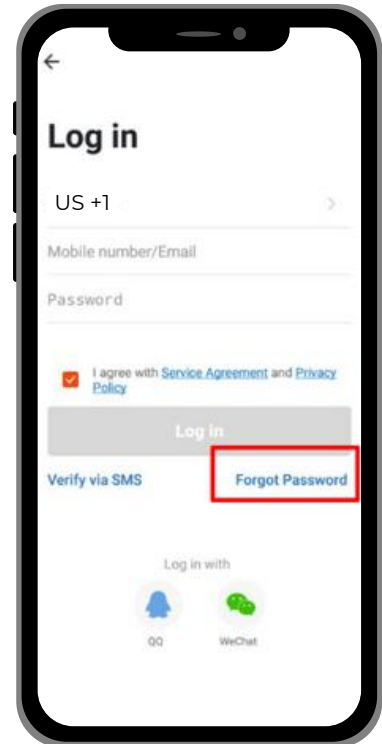 Log in
US +1
Mobile number/Email
Password
I agree with Service Agreement and Privacy
Policy
Log in
Verify via SMS Forgot Password
Log in with
QQ WeChat